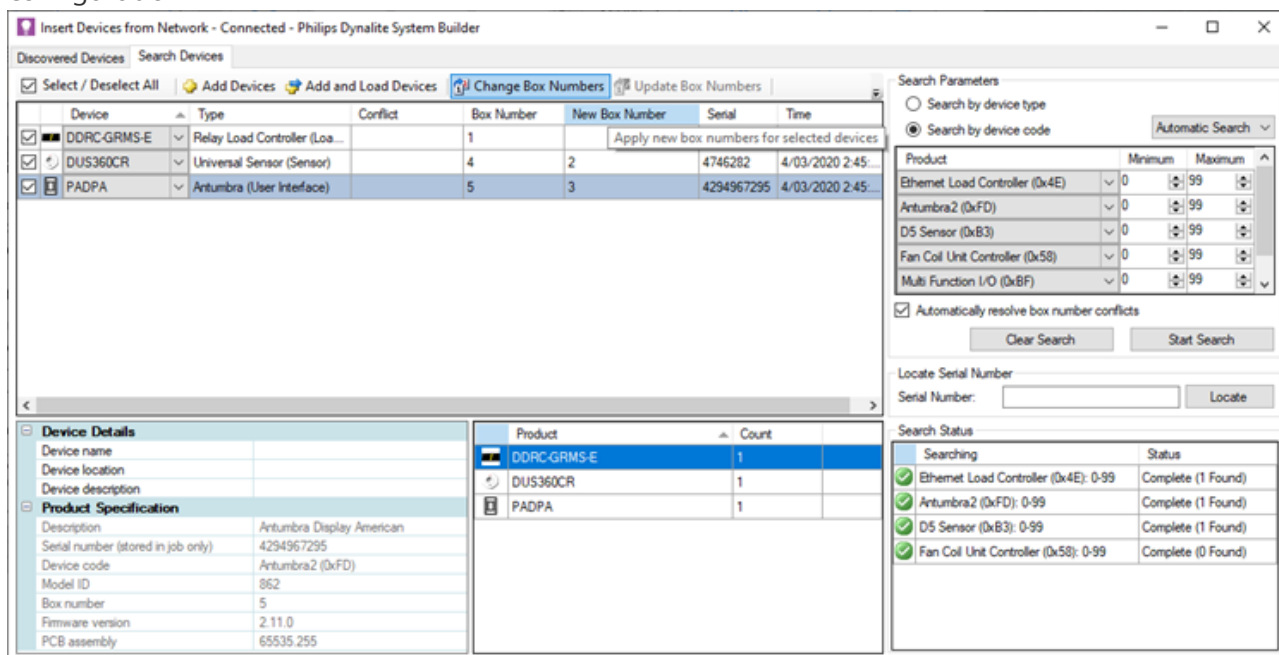 Insert Devices from Network - Connected - Philips Dynalite System Builder
Discovered Devices Search Devices
Select / Deselect All Add Devices Add and Load Devices Change Box Numbers Update Box Numbers
Device Type Conflict Box Number New Box Number Serial Time
DDRC-GRMS-E Relay Load Controller (Loa... 1
Apply new box numbers for selected devices
DUS360CR Universal Sensor (Sensor) 4 2 4746282 4/03/2020 2:45:...
PADPA Antumbra (User Interface) 5 3 4294967295 4/03/2020 2:45:...
Search Parameters
Search by device type
Search by device code Automatic Search
Product Minimum Maximum
Ethernet Load Controller (0x4E) 0 99
Antumbra2 (0xFD) 0 99
D5 Sensor (0xB3) 0 99
Fan Coil Unit Controller (0x58) 0 99
Multi Function I/O (0xBF) 0 99
Automatically resolve box number conflicts
Clear Search Start Search
Locate Serial Number
Serial Number: Locate
Device Details
Device name
Device location
Device description
Product Specification
Description Antumbra Display American
Serial number (stored in job only) 4294967295
Device code Antumbra2 (0xFD)
Model ID 862
Box number 5
Firmware version 2.11.0
PCB assembly 65535.255
Product Count
DDRC-GRMS-E 1
DUS360CR 1
PADPA 1
Search Status
Searching Status
Ethernet Load Controller (0x4E): 0-99 Complete (1 Found)
Antumbra2 (0xFD): 0-99 Complete (1 Found)
D5 Sensor (0xB3): 0-99 Complete (1 Found)
Fan Coil Unit Controller (0x58): 0-99 Complete (0 Found)